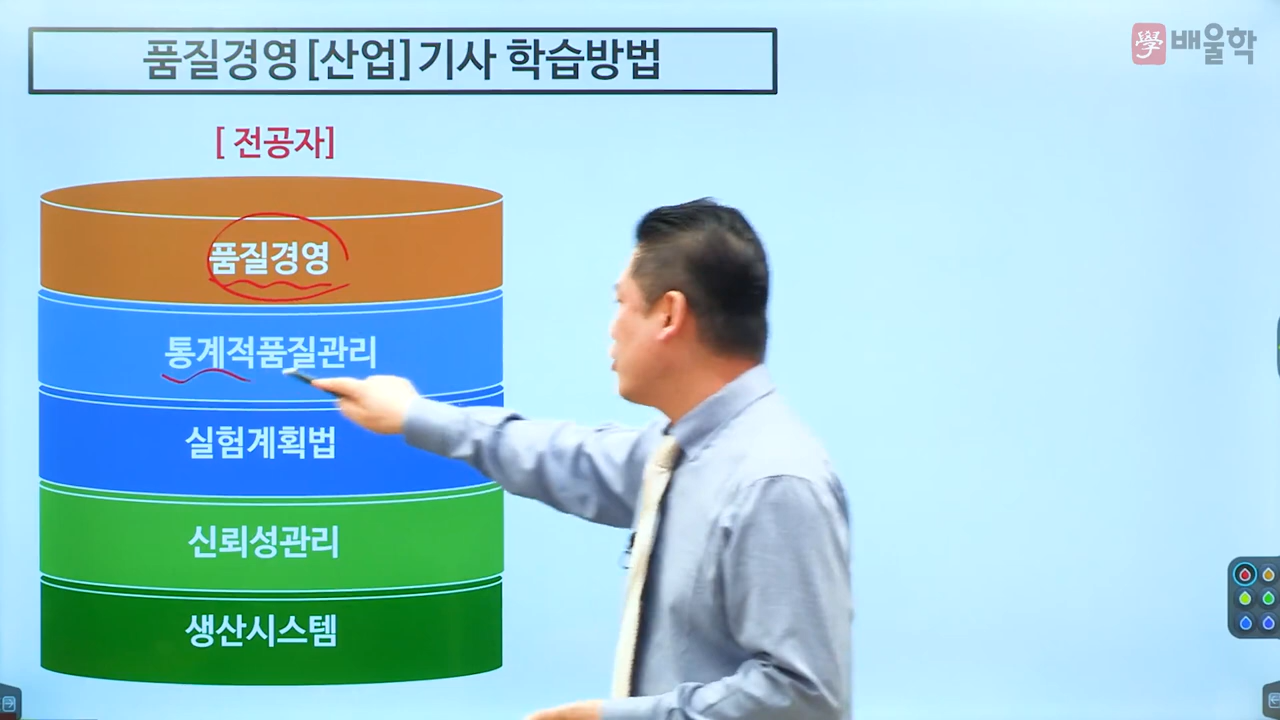 품질경영[산업]기사 학습방법
學 배울학
[ 전공자]
품질경영
통계적품질관리
실험계획법
신뢰성관리
생산시스템